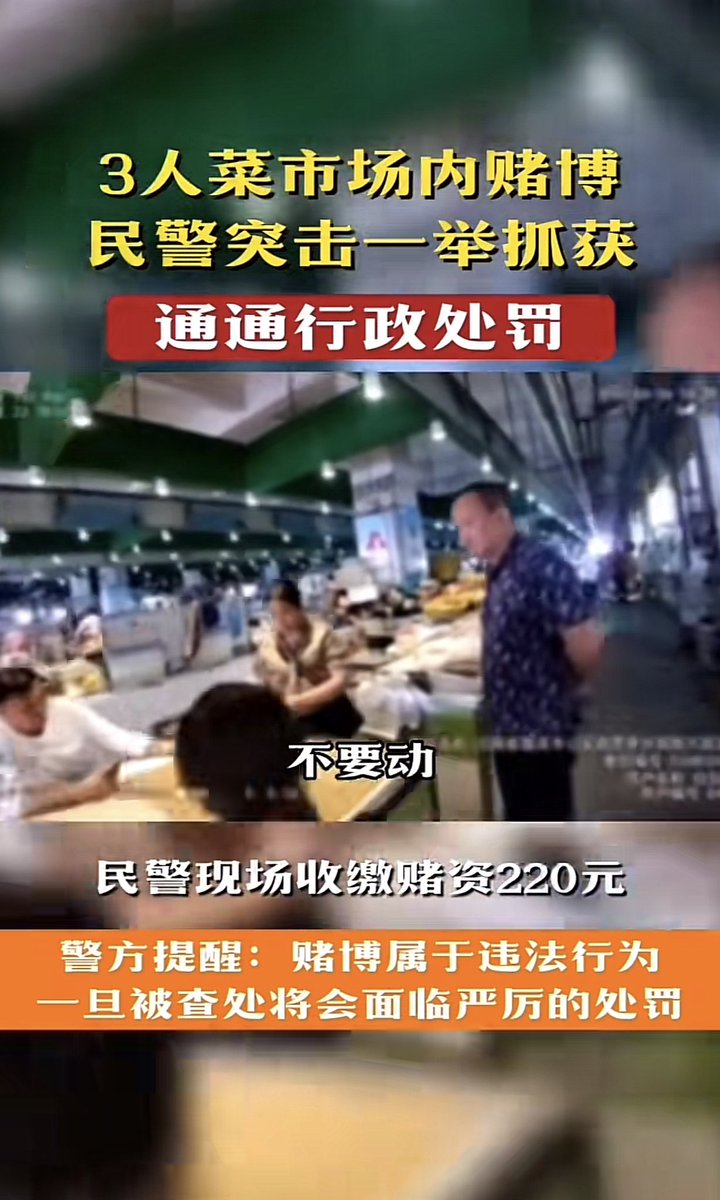 3人菜市场内赌博
民警突击一举抓获
通通行政处罚
不要动
民警现场收缴赌资220元
警方提醒：赌博属于违法行为
一旦被查处将会面临严厉的处罚